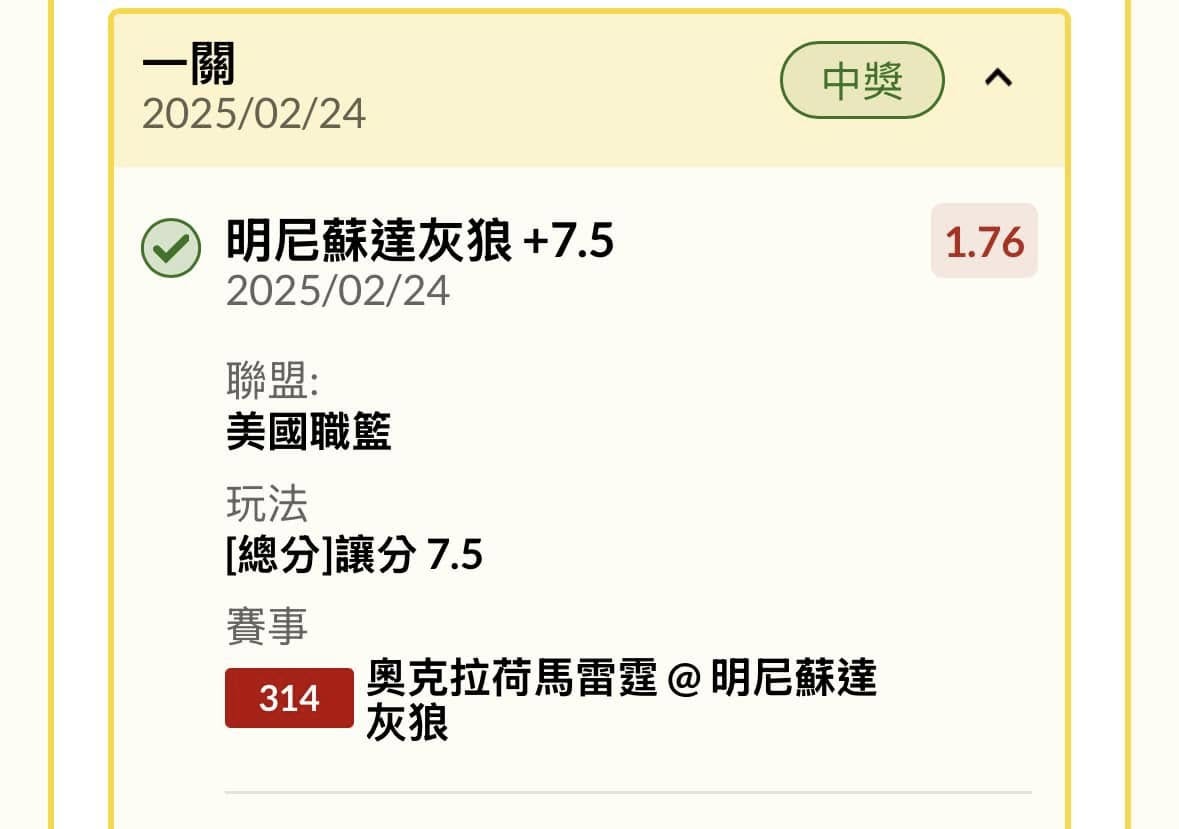 一關
2025/02/24
中獎
明尼蘇達灰狼 +7.5
1.76
2025/02/24
聯盟:
美國職籃
玩法
[總分]讓分 7.5
賽事
314
奧克拉荷馬雷霆 @ 明尼蘇達
灰狼